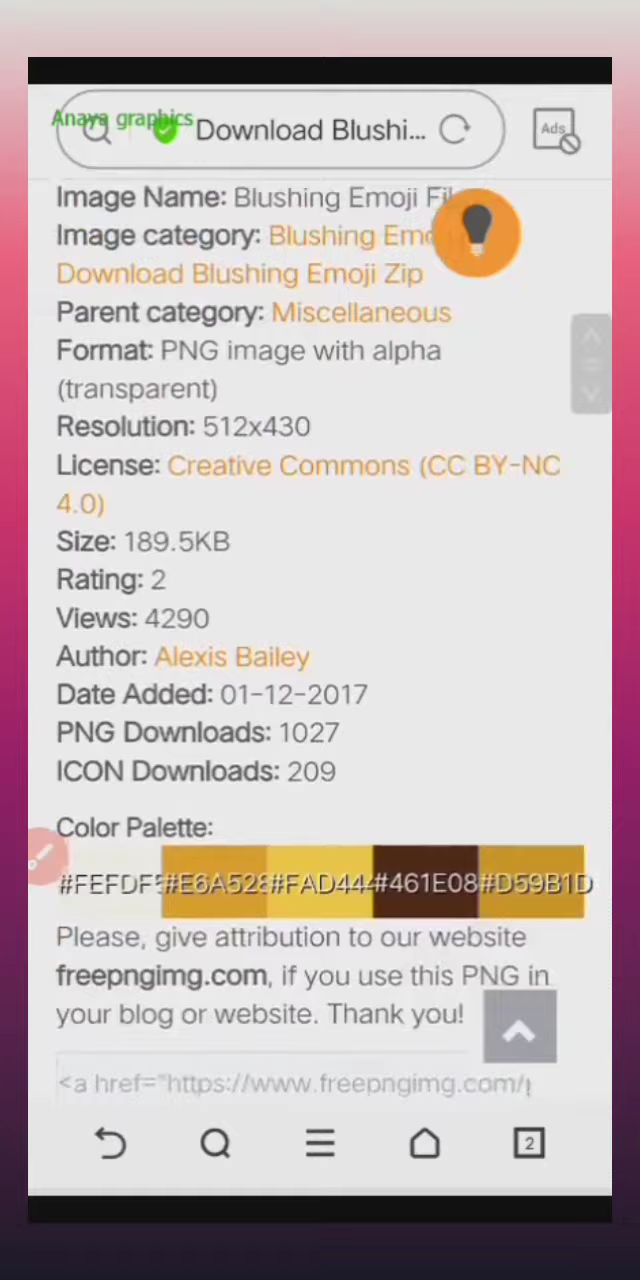 Anaya graphics
Download Blushi...
Ads
Image Name: Blushing Emoji
Image category: Blushing
Download Blushing Emoji Zip
Parent category: Miscellaneous
Format: PNG image with alpha
(transparent)
Resolution: 512x430
License: Creative Commons (CC BY-NC
4.0)
Size: 189.5KB
Rating: 2
Views: 4290
Author: Alexis Bailey
Date Added: 01-12-2017
PNG Downloads: 1027
ICON Downloads: 209
Color Palette:
#461E08 #D59B1D
Please, give attribution to our website
freepngimg.com, if you use this PNG in
your blog or website. Thank you!
<a href="https://www.freepngimg.com/
2